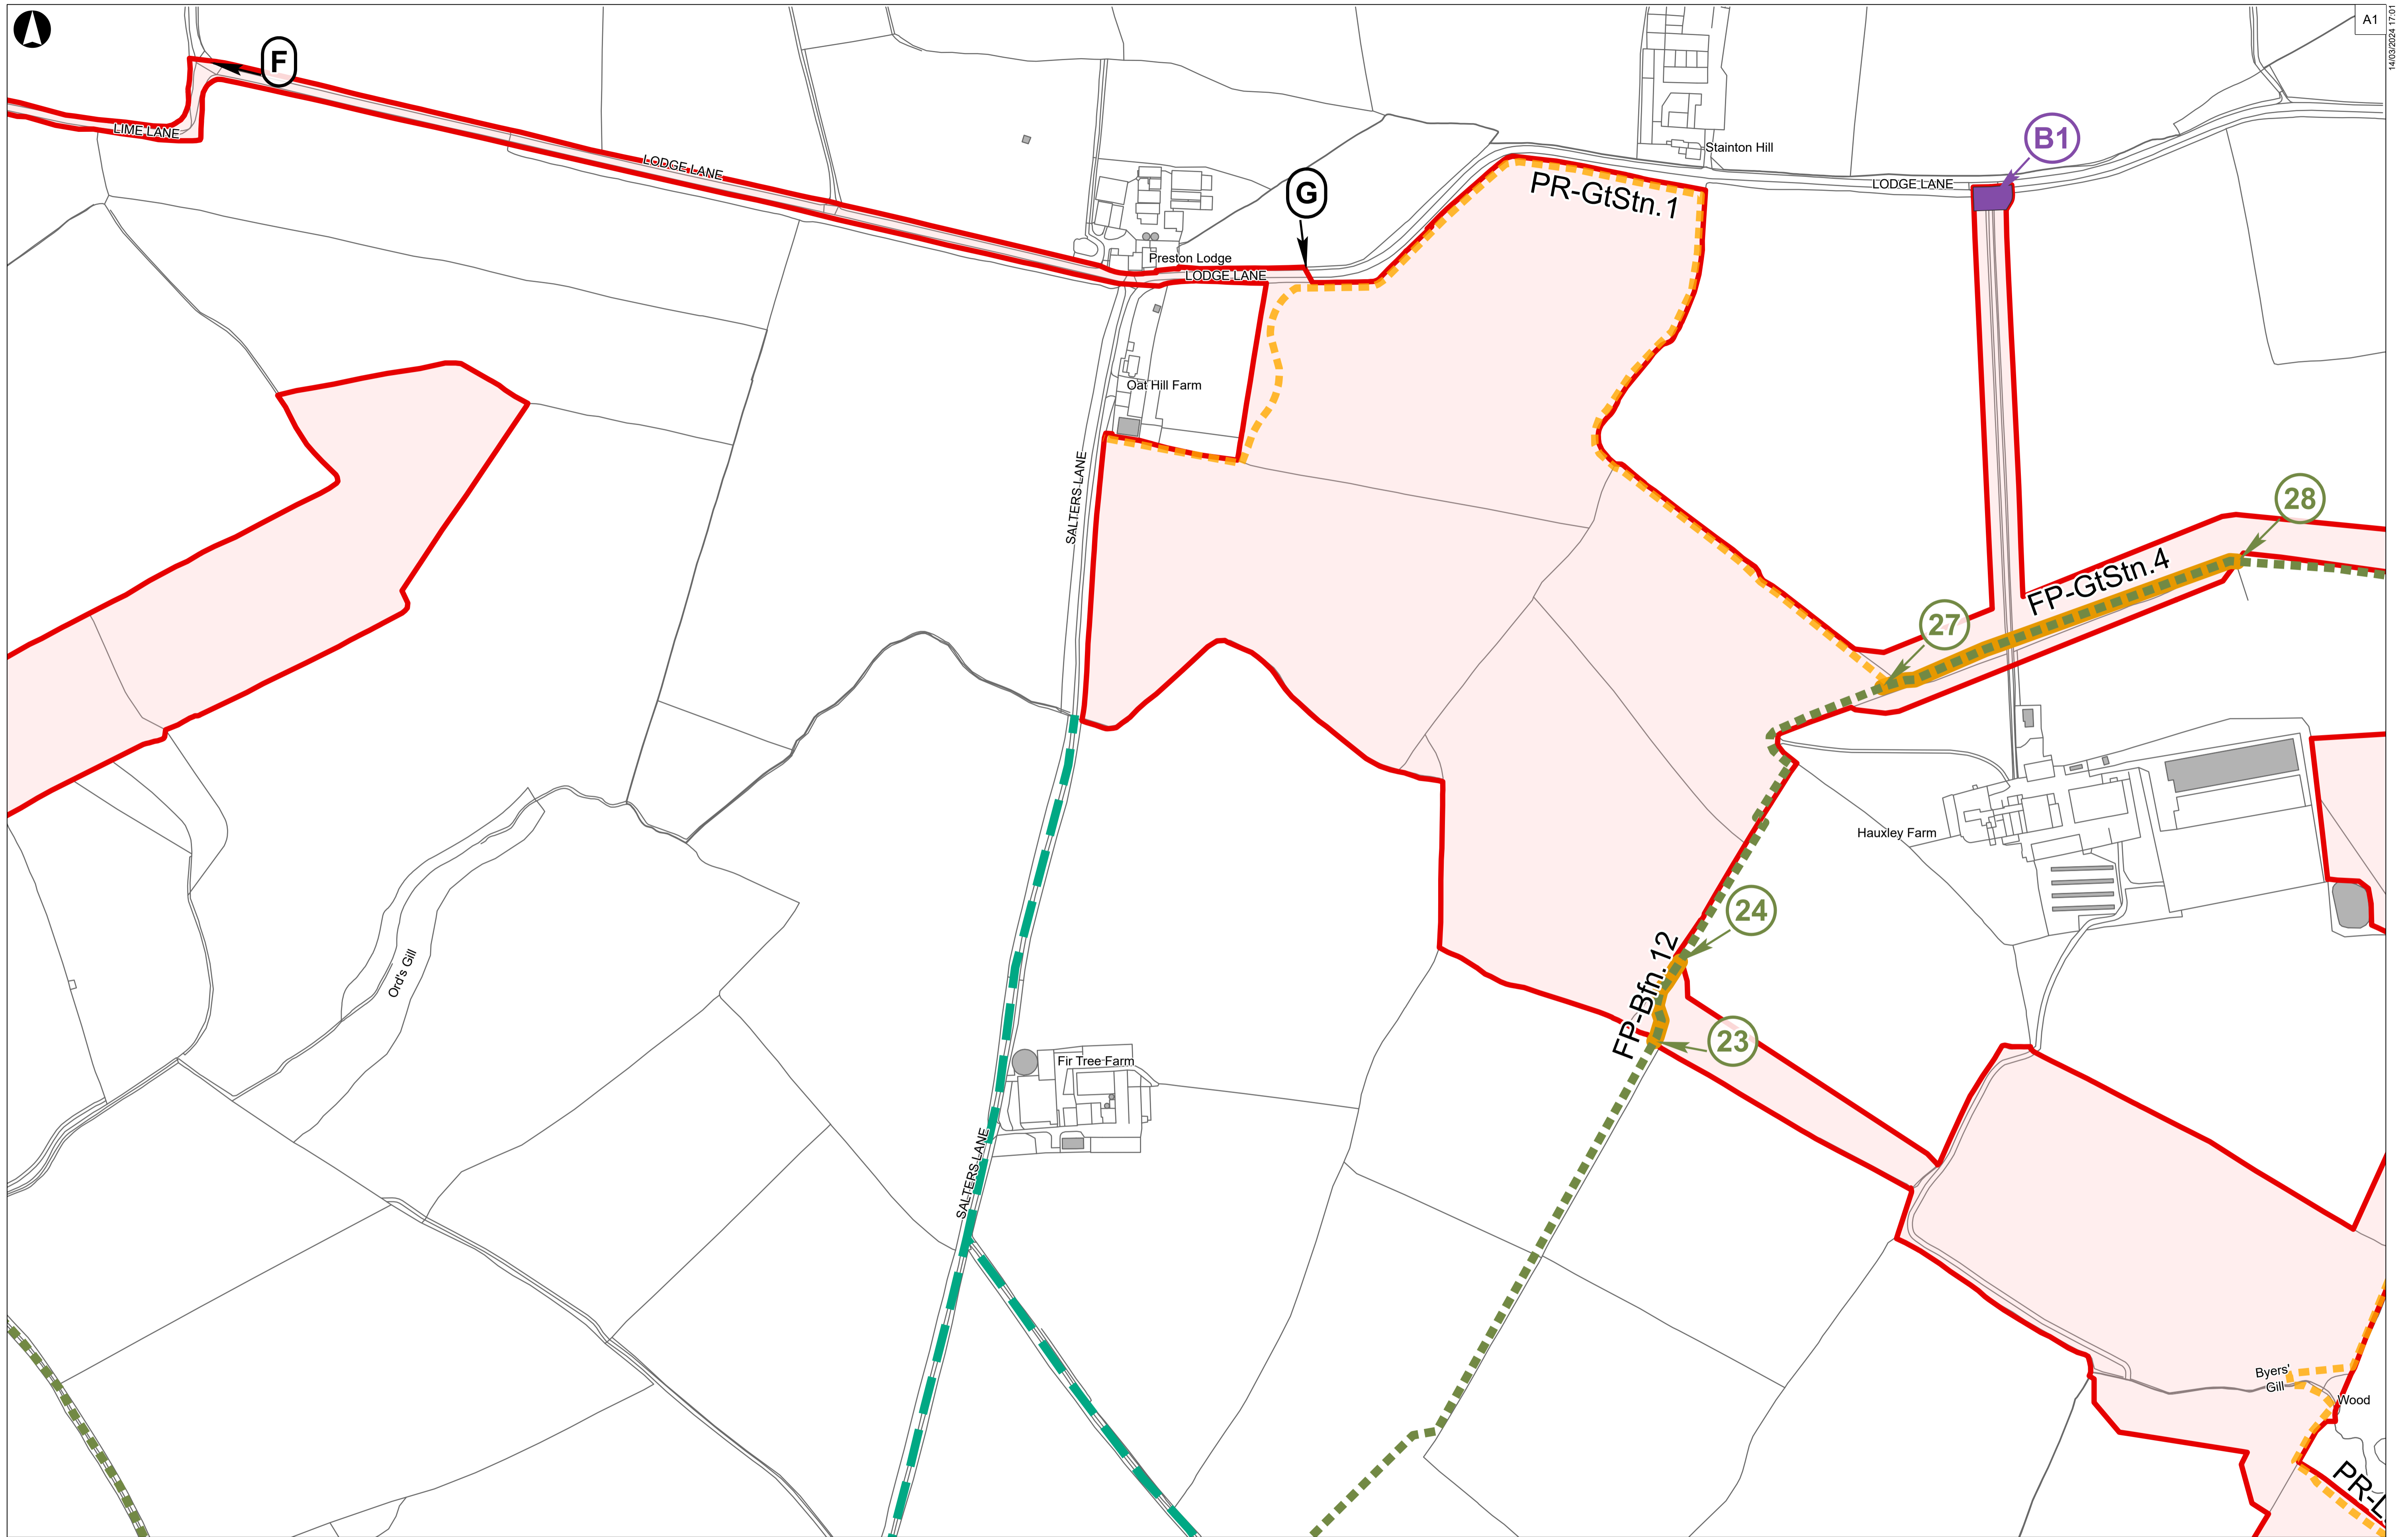 A1
14/03/2024 17:01
F
LIME LANE
LODGE LANE
B1
Stainton Hill
LODGE LANE
PR-GtStn.1
G
Preston Lodge
LODGE LANE
Oat Hill Farm
SALTERS LANE
28
FP-GtStn.4
27
Hauxley Farm
24
FP-Bfn.12
23
Ord's Gill
Fir Tree Farm
SALTERS LANE
Byers'
Gill
Wood
PR-L